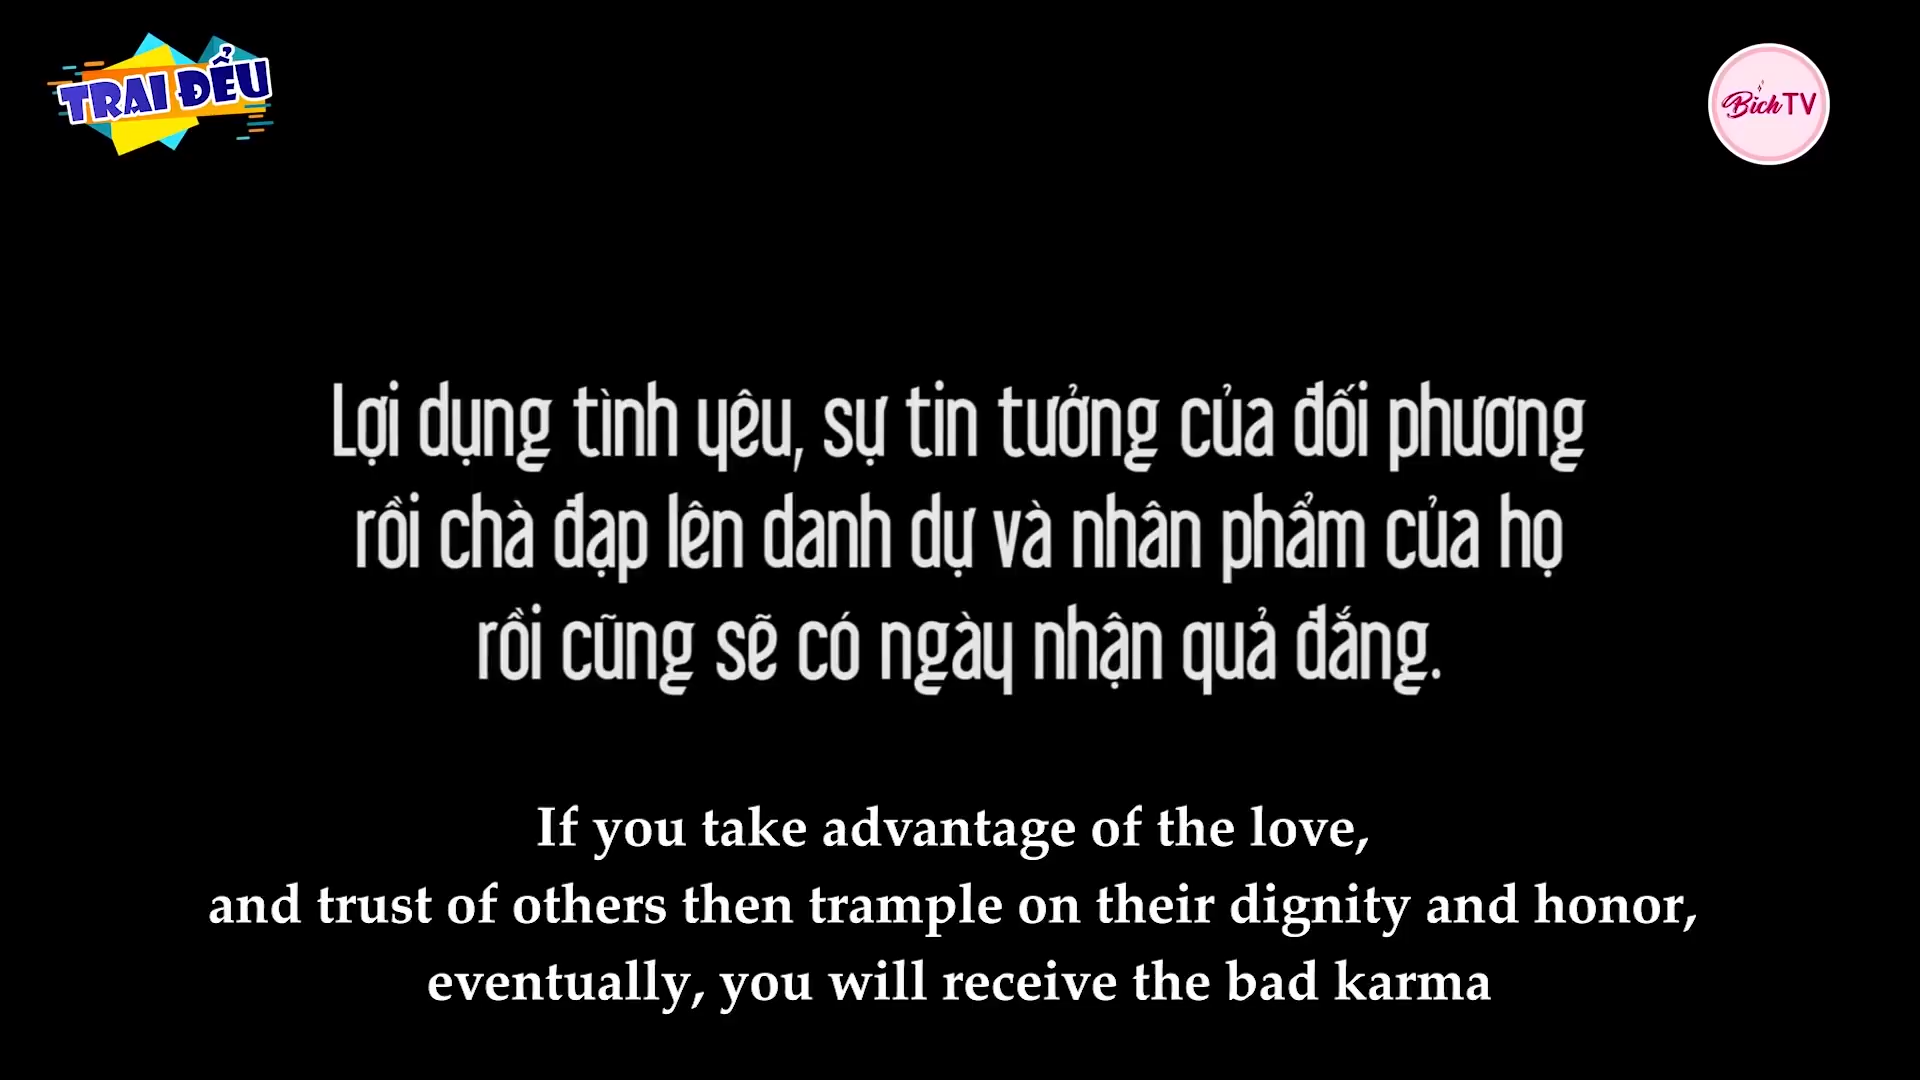 TRAI ĐỂU
Bích TV
Lợi dụng tình yêu, sự tin tưởng của đối phương
rồi chà đạp lên danh dự và nhân phẩm của họ
rồi cũng sẽ có ngày nhận quả đắng.
If you take advantage of the love,
and trust of others then trample on their dignity and honor,
eventually, you will receive the bad karma